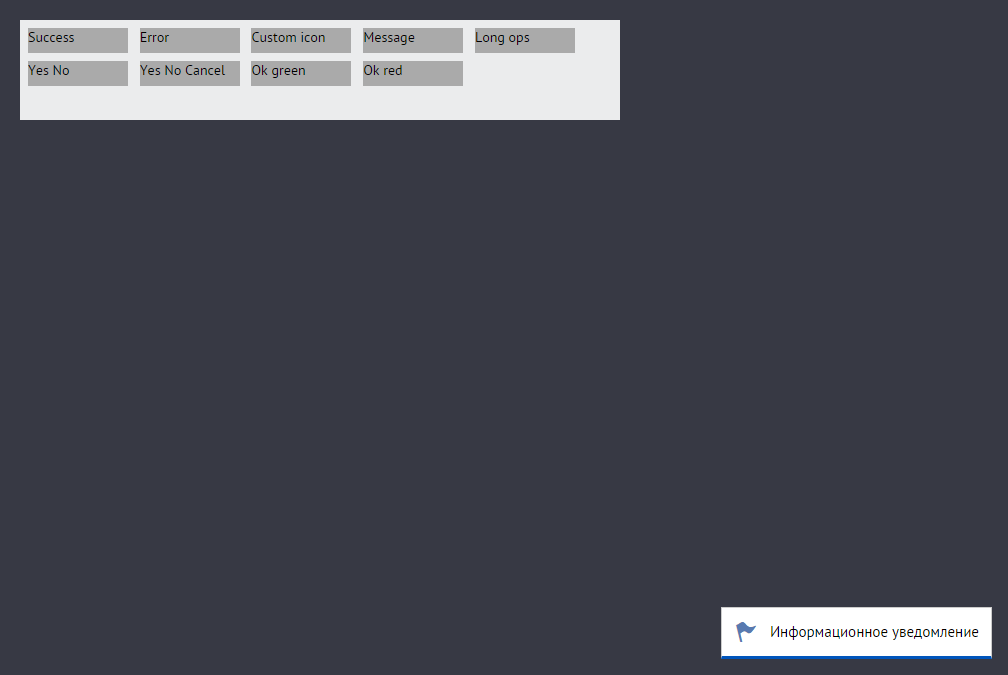 Success Error Custom icon Message Long ops
Yes No Yes No Cancel Ok green Ok red
Информационное уведомление